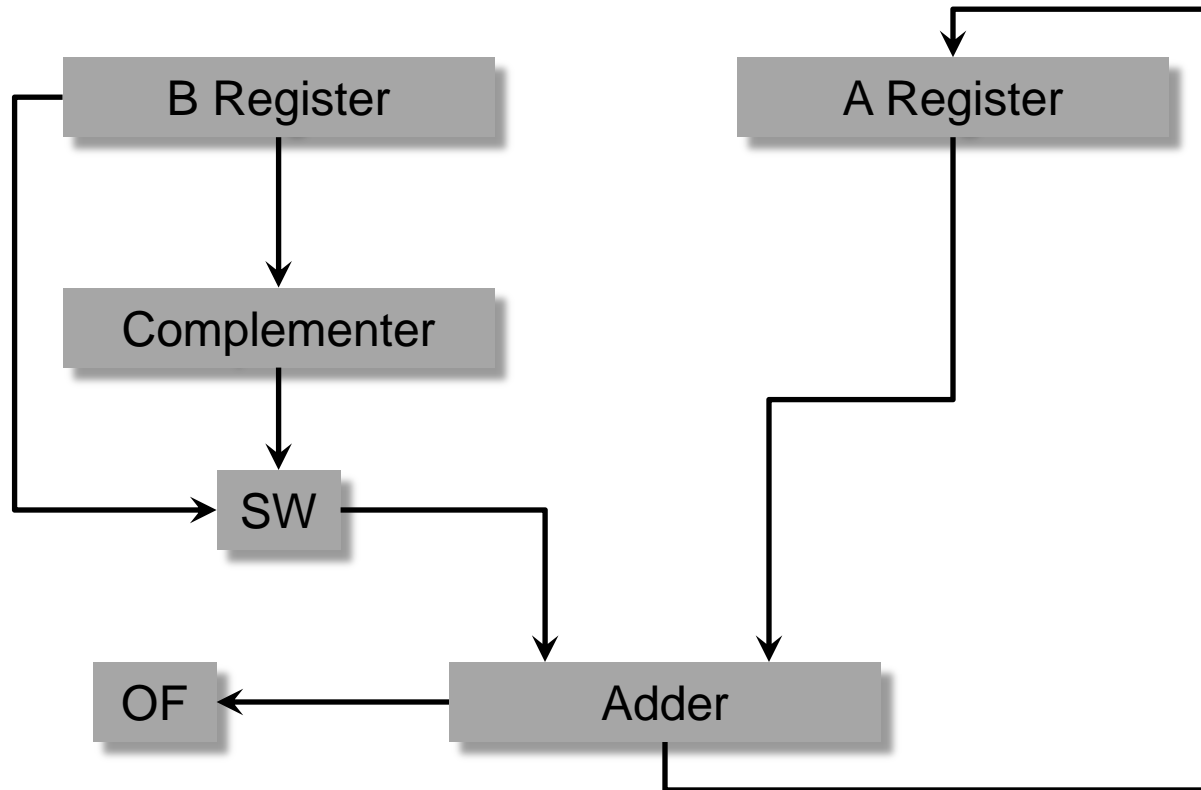 B Register
A Register
Complementer
SW
OF
Adder